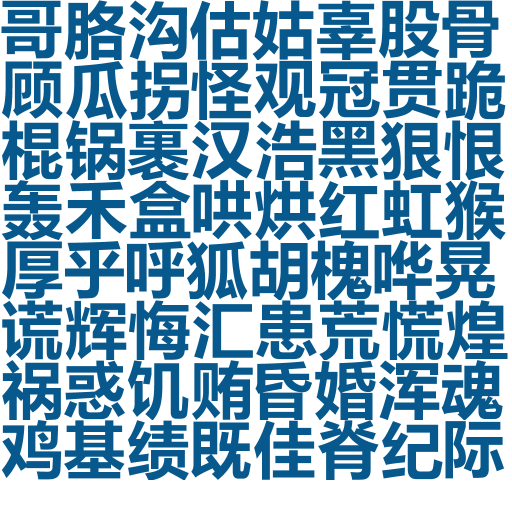 哥胳沟估姑辜股骨
顾瓜拐怪观冠贯跪
棍锅裹汉浩黑狠恨
轰禾盒哄烘红虹猴
厚乎呼狐胡槐哗晃
谎辉悔汇患荒慌煌
祸惑饥贿昏婚浑魂
鸡基绩既佳脊纪际